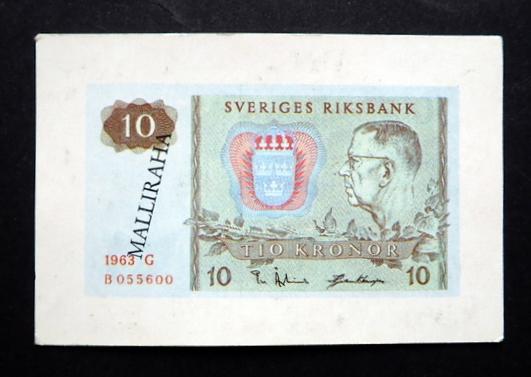 SVERIGES RIKSBANK
10
MALLIRAHA
TIO KRONOR
1963 G
B 055600
10
10